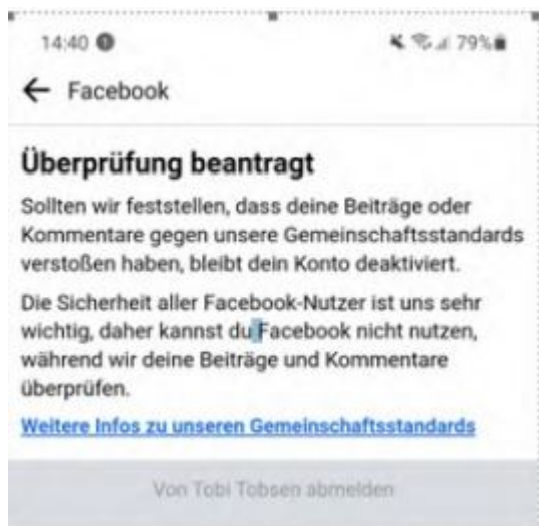 14:40 79%
Facebook
Überprüfung beantragt
Sollten wir feststellen, dass deine Beiträge oder
Kommentare gegen unsere Gemeinschaftsstandards
verstoßen haben, bleibt dein Konto deaktiviert.
Die Sicherheit aller Facebook-Nutzer ist uns sehr
wichtig, daher kannst du Facebook nicht nutzen,
während wir deine Beiträge und Kommentare
überprüfen.
Weitere Infos zu unseren Gemeinschaftsstandards
Von Tobi Tobsen abmelden